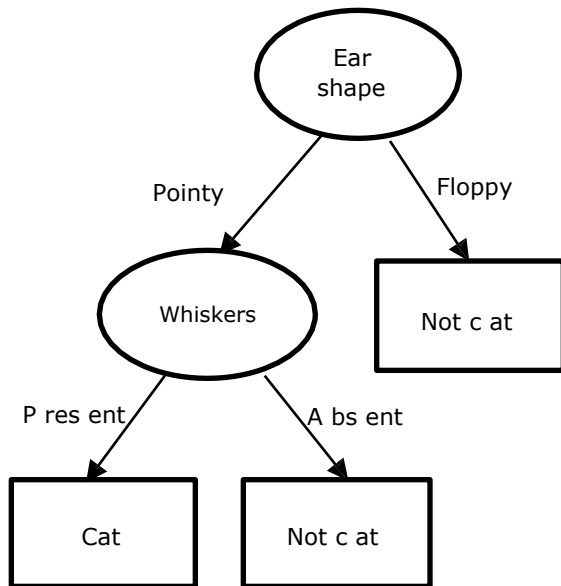 Ear
shape
Pointy
Floppy
Whiskers
Not c at
P res ent
A bs ent
Cat
Not c at